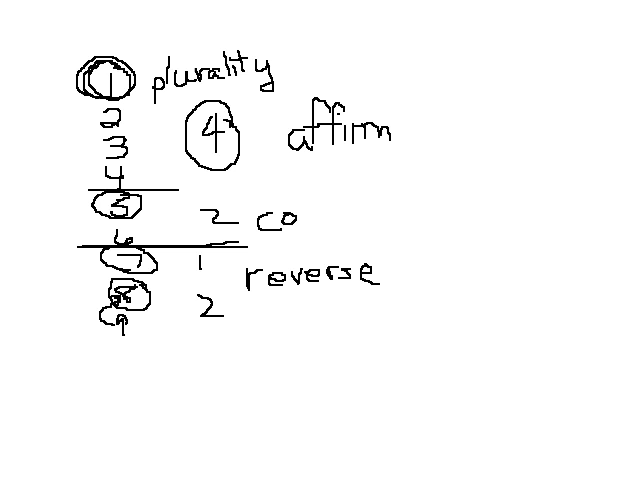 1 plurality
2
3 4 affirm
4
5 2 co
6
7 1 reverse
8 2
9